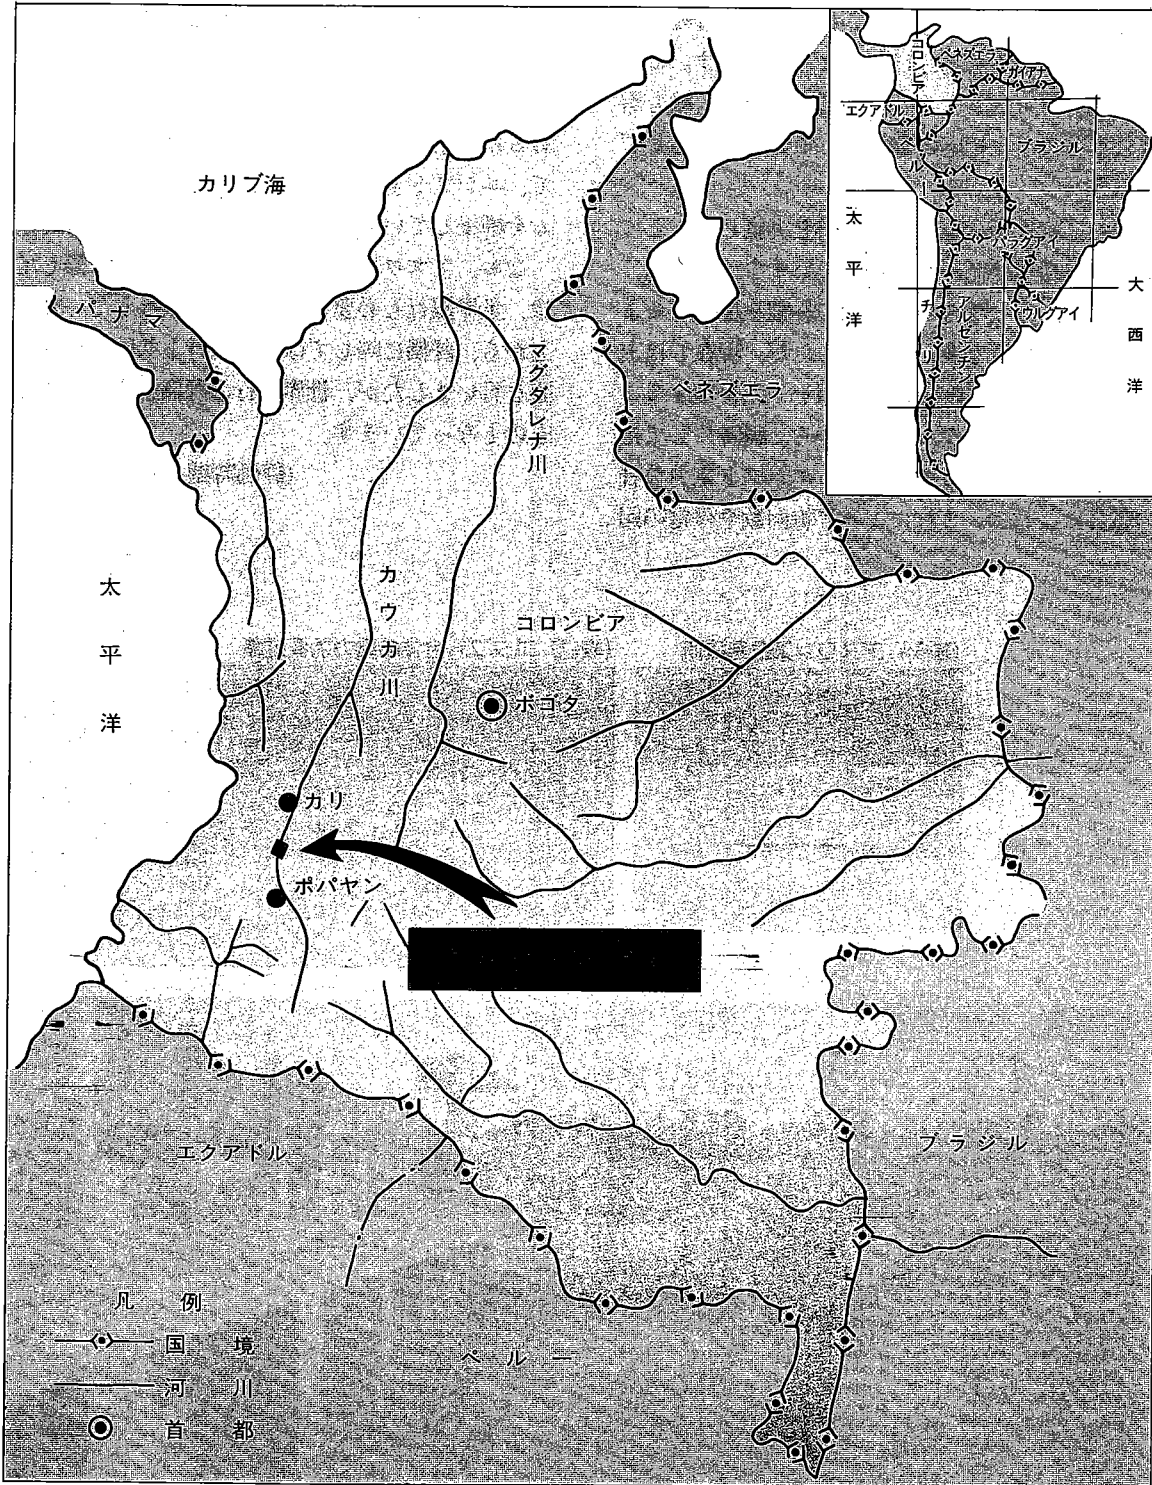 カリブ海
パナマ
マグダレナ川
ベネズエラ
カウカ川
コロンビア
ボゴタ
太平洋
カリ
ポパヤン
エクアドル
ブラジル
ペルー
凡例
国境
河川
首都
コロンビア
ベネズエラ
ガイアナ
エクアドル
ペルー
ブラジル
太平洋
パラグアイ
チリ
アルゼンチン
ウルグアイ
大西洋